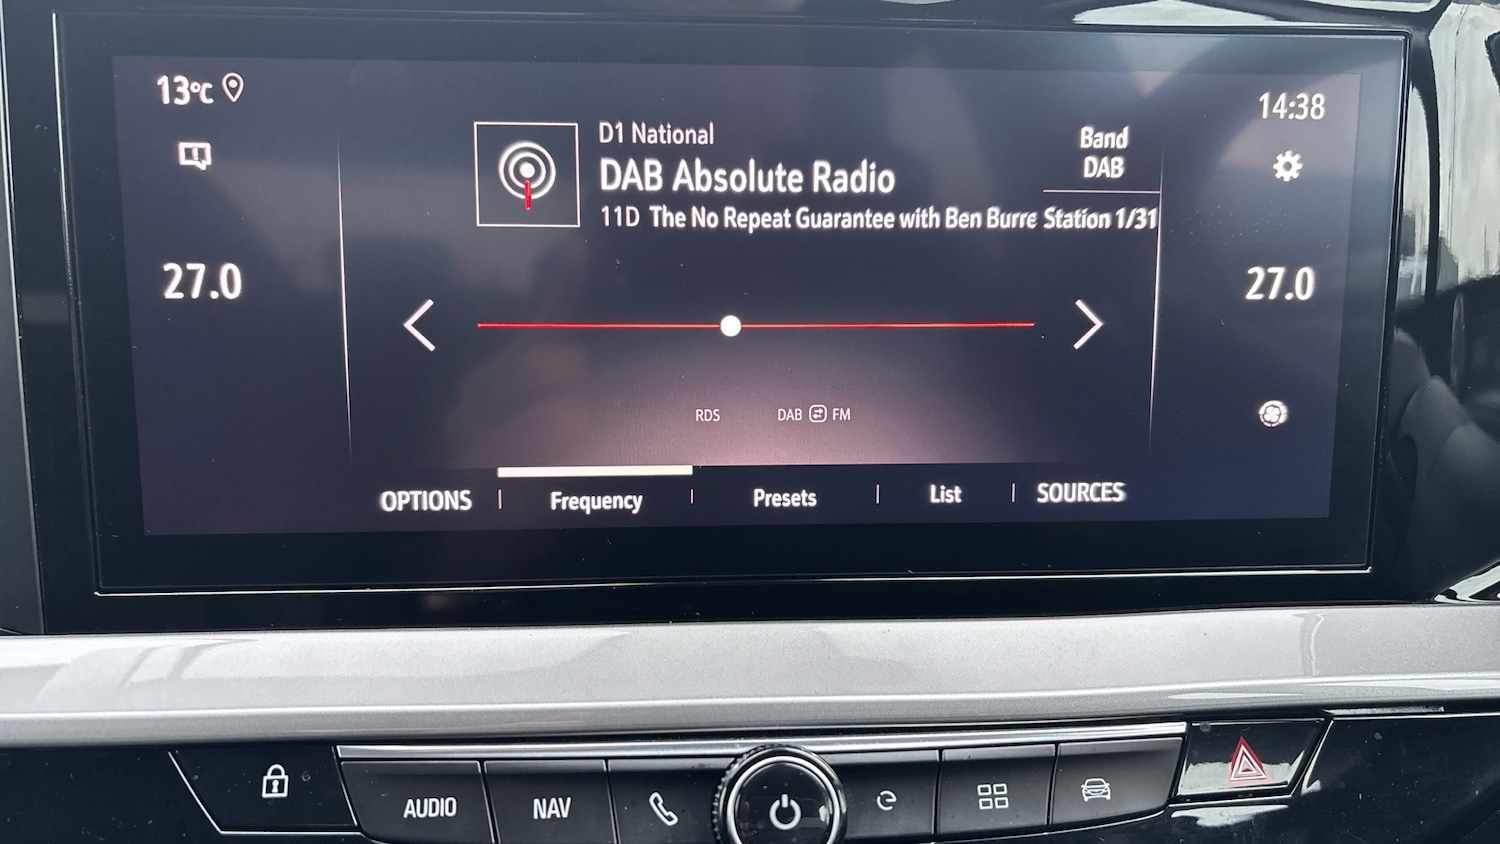 13°C
14:38
D1 National
DAB Absolute Radio
11D The No Repeat Guarantee with Ben Burre
Band
DAB
Station 1/31
27.0
27.0
RDS
DAB FM
OPTIONS
Frequency
Presets
List
SOURCES
AUDIO
NAV